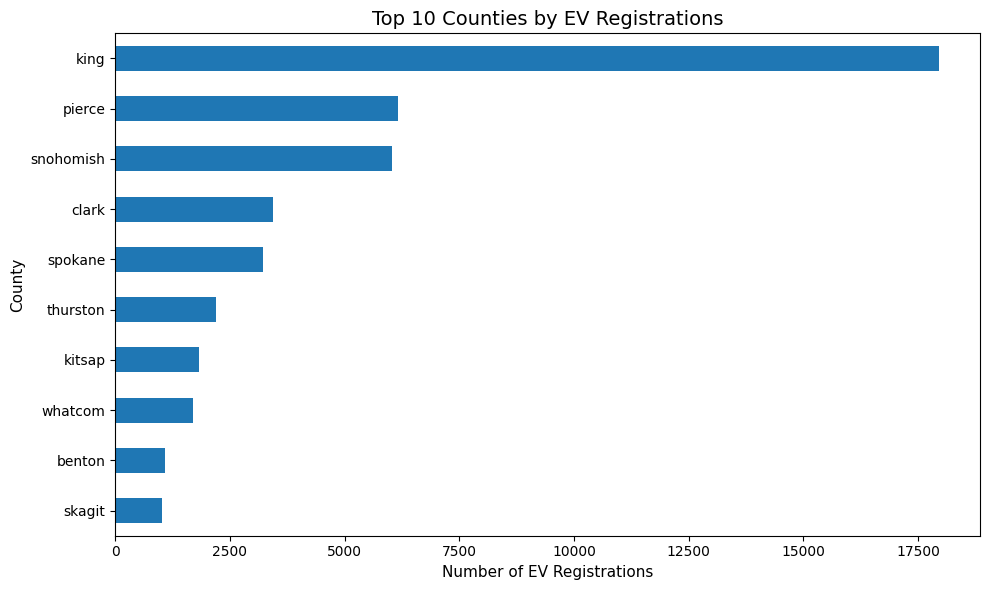 Top 10 Counties by EV Registrations
king
pierce
snohomish
clark
spokane
thurston
kitsap
whatcom
benton
skagit
County
0 2500 5000 7500 10000 12500 15000 17500
Number of EV Registrations